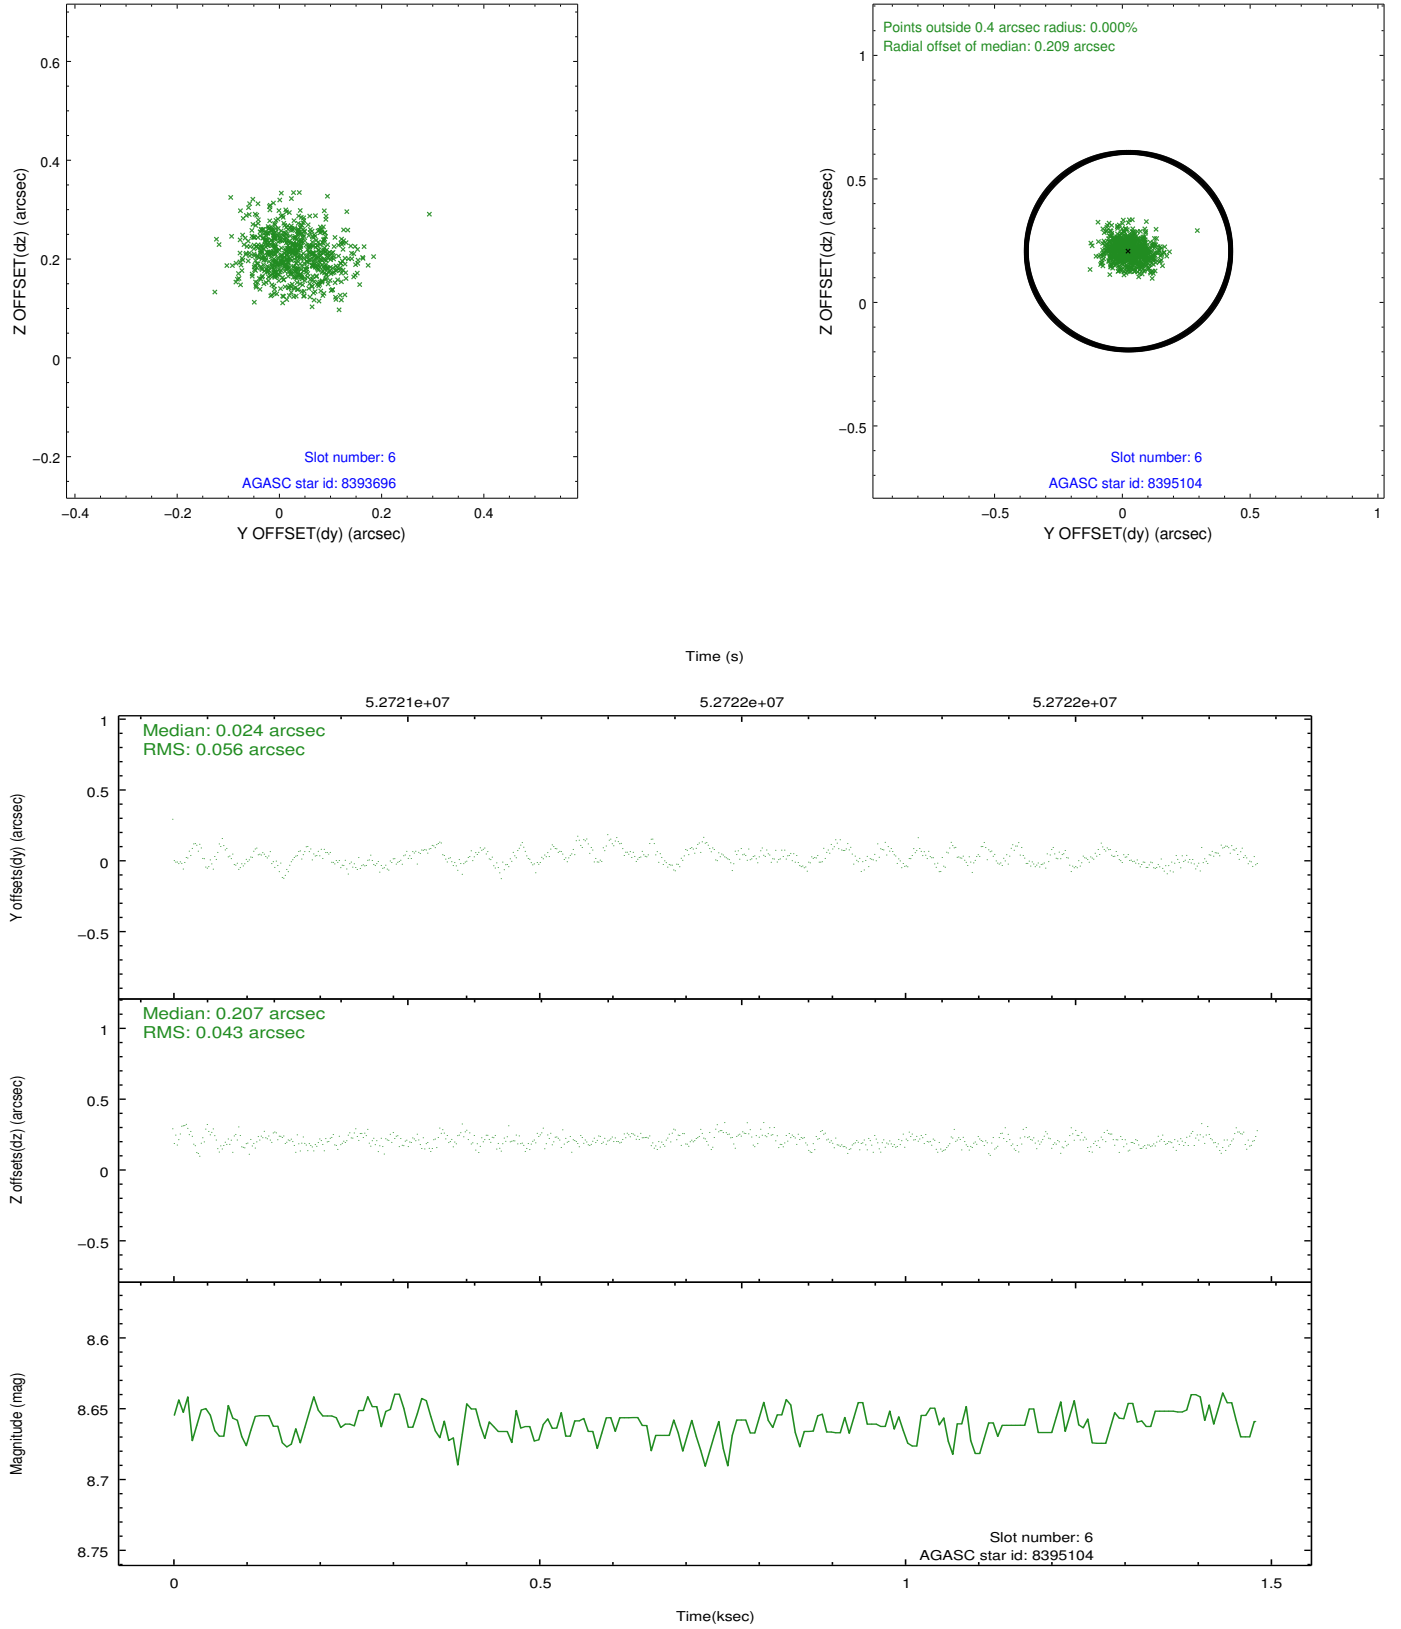 0.6
0.4
0.2
0
−0.2
Z OFFSET(dz) (arcsec)
Slot number: 6
AGASC star id: 8393696
−0.4
−0.2
0
0.2
0.4
Y OFFSET(dy) (arcsec)
Points outside 0.4 arcsec radius: 0.000%
Radial offset of median: 0.209 arcsec
1
0.5
0
−0.5
Z OFFSET(dz) (arcsec)
Slot number: 6
AGASC star id: 8395104
−0.5
0
0.5
1
Y OFFSET(dy) (arcsec)
Time (s)
5.2721e+07
5.2722e+07
5.2722e+07
Median: 0.024 arcsec
RMS: 0.056 arcsec
1
0.5
0
−0.5
Y offsets(dy) (arcsec)
Median: 0.207 arcsec
RMS: 0.043 arcsec
1
0.5
0
−0.5
Z offsets(dz) (arcsec)
8.6
8.65
8.7
8.75
Magnitude (mag)
Slot number: 6
AGASC star id: 8395104
0
0.5
1
1.5
Time(ksec)